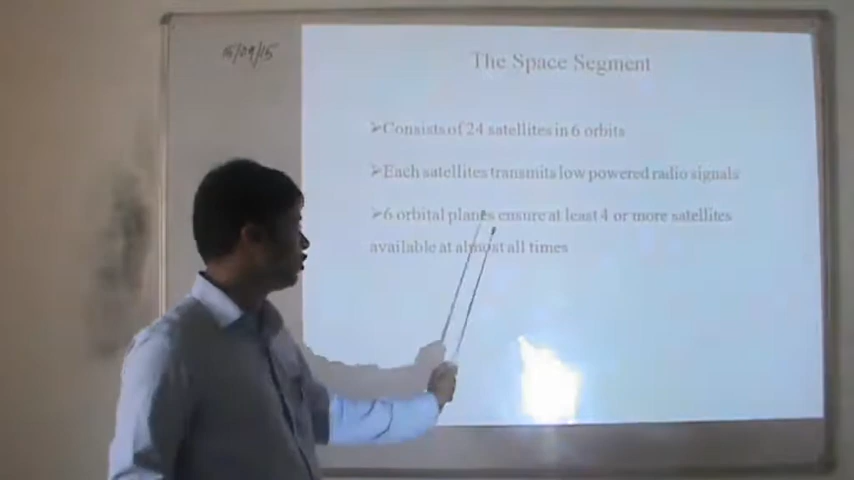 15/09/15
The Space Segment
➢Consists of 24 satellites in 6 orbits
➢Each satellites transmits low powered radio signals
➢6 orbital planes ensure at least 4 or more satellites
available at almost all times